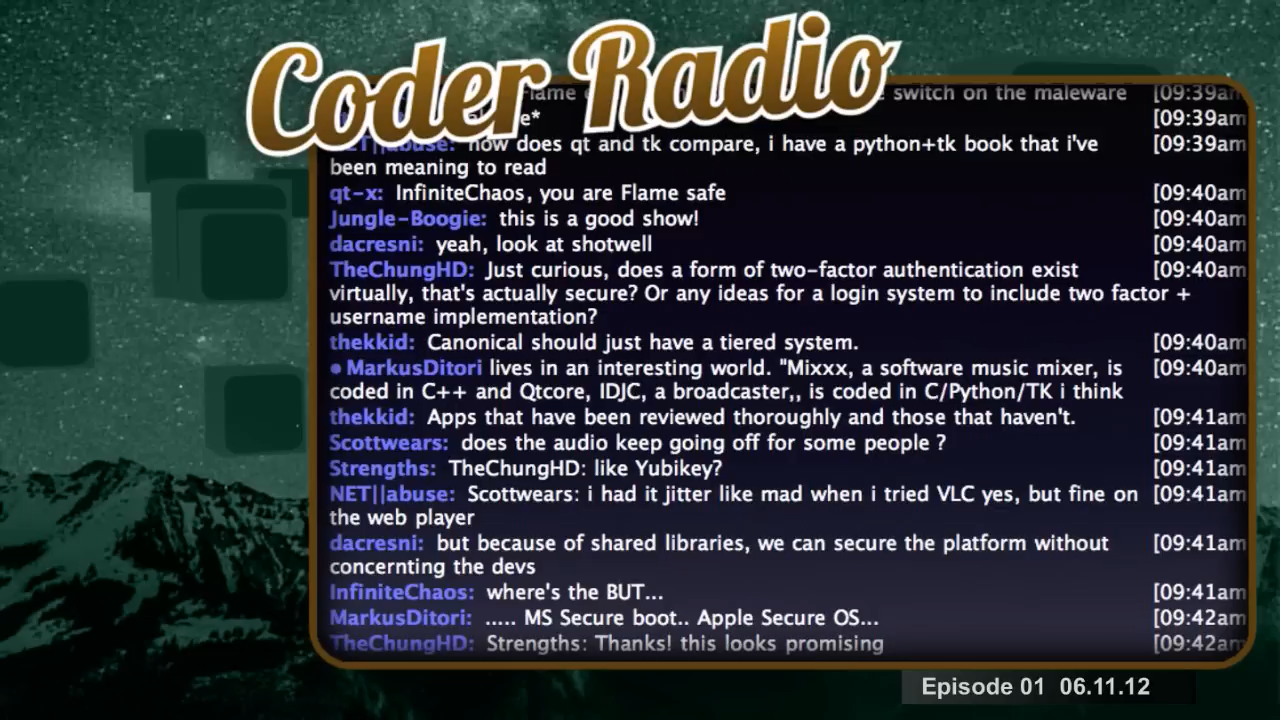 Coder Radio
switch on the maleware [09:39am
e* [09:39am
how does qt and tk compare, i have a python+tk book that i've [09:39am
been meaning to read
qt-x: InfiniteChaos, you are Flame safe [09:40am
Jungle-Boogie: this is a good show! [09:40am
dacresni: yeah, look at shotwell [09:40am
TheChungHD: Just curious, does a form of two-factor authentication exist [09:40am
virtually, that's actually secure? Or any ideas for a login system to include two factor +
username implementation?
thekkid: Canonical should just have a tiered system. [09:40am
•MarkusDitori lives in an interesting world. "Mixxx, a software music mixer, is [09:40am
coded in C++ and Qtcore, IDJC, a broadcaster,, is coded in C/Python/TK i think
thekkid: Apps that have been reviewed thoroughly and those that haven't. [09:41am
Scottwears: does the audio keep going off for some people ? [09:41am
Strengths: TheChungHD: like Yubikey? [09:41am
NET||abuse: Scottwears: i had it jitter like mad when i tried VLC yes, but fine on [09:41am
the web player
dacresni: but because of shared libraries, we can secure the platform without [09:41am
concernting the devs
InfiniteChaos: where's the BUT... [09:41am
MarkusDitori: ..... MS Secure boot.. Apple Secure OS... [09:42am
TheChungHD: Strengths: Thanks! this looks promising [09:42am
Episode 01 06.11.12